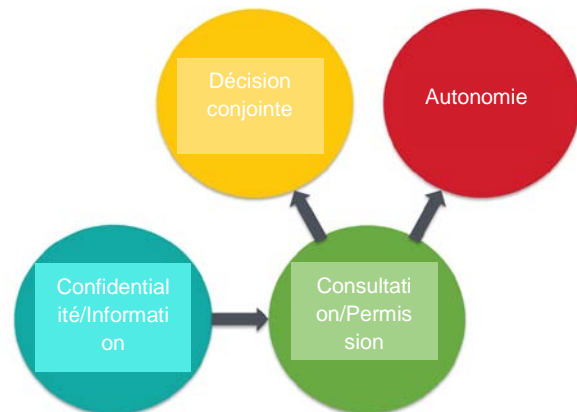 Décision
conjointe
Autonomie
Confidential
ité/Informati
on
Consultati
on/Permis
sion